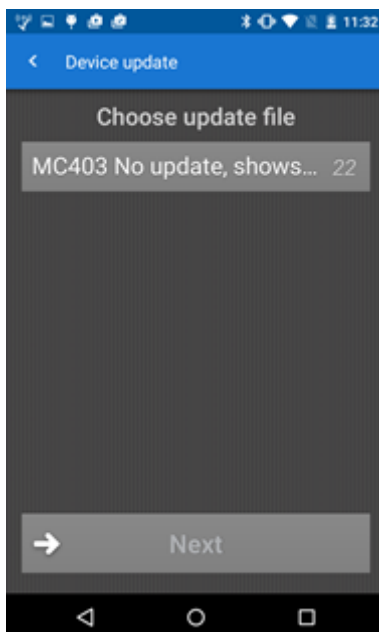 11:32
Device update
Choose update file
MC403 No update, shows... 22
Next